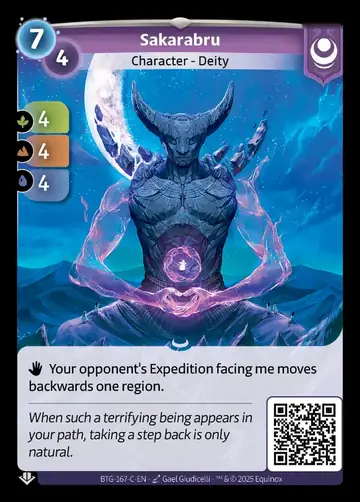 7
4
Sakarabru
Character - Deity
4
4
4
Your opponent's Expedition facing me moves
backwards one region.
When such a terrifying being appears in
your path, taking a step back is only
natural.
BTG-167-C-EN - Gael Giudicelli - ™ & © 2025 Equinox